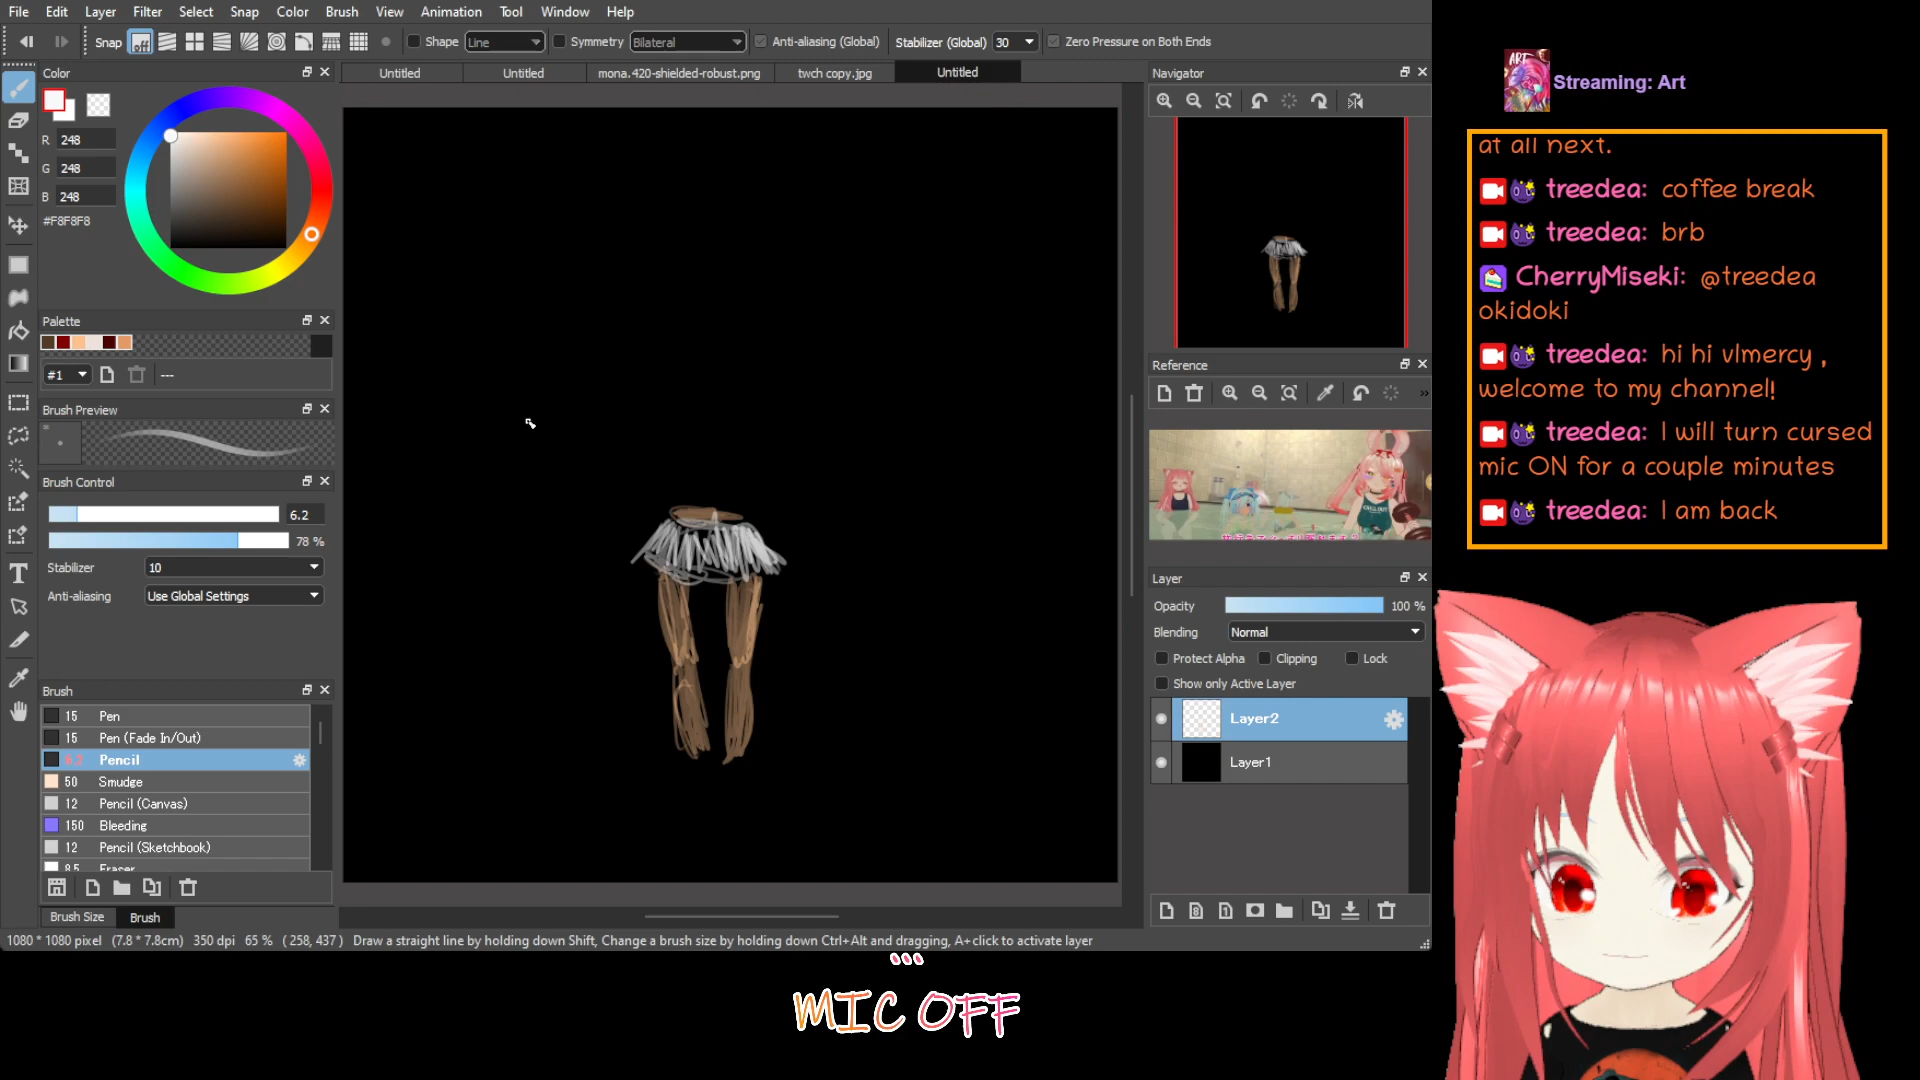 File Edit Layer Filter Select Snap Color Brush View Animation Tool Window Help
Snap off Shape Line Symmetry Bilateral Anti-aliasing (Global) Stabilizer (Global) 30 Zero Pressure on Both Ends
Color
R 248
G 248
B 248
#F8F8F8
Palette
#1 ---
Brush Preview
Brush Control
6.2
78 %
Stabilizer 10
Anti-aliasing Use Global Settings
Brush
15 Pen
15 Pen (Fade In/Out)
6.2 Pencil
50 Smudge
12 Pencil (Canvas)
150 Bleeding
12 Pencil (Sketchbook)
8.5 Eraser
Brush Size Brush
Untitled Untitled mona.420-shielded-robust.png twch copy.jpg Untitled
Navigator
Reference
Layer
Opacity 100 %
Blending Normal
Protect Alpha Clipping Lock
Show only Active Layer
Layer2
Layer1
1080 * 1080 pixel (7.8 * 7.8cm) 350 dpi 65 % ( 258, 437 ) Draw a straight line by holding down Shift, Change a brush size by holding down Ctrl+Alt and dragging, A+click to activate layer
MIC OFF
ART
Streaming: Art
at all next.
treedea: coffee break
treedea: brb
CherryMiseki: @treedea
okidoki
treedea: hi hi vlmercy ,
welcome to my channel!
treedea: I will turn cursed
mic ON for a couple minutes
treedea: I am back